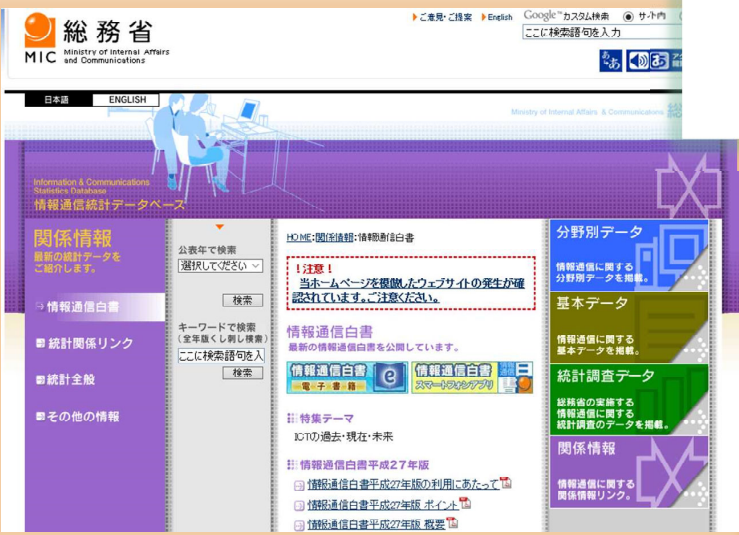 ご意見・ご提案 English Google カスタム検索 サイト内
総務省
MIC Ministry of Internal Affairs
and Communications
ここに検索語句を入力
あ あ
日本語 ENGLISH
Ministry of Internal Affairs & Communications 総
Information & Communications
Statistics Database
情報通信統計データベース
関係情報
最新の統計データを
ご紹介します。
情報通信白書
統計関係リンク
統計全般
その他の情報
公表年で検索
選択してください
検索
キーワードで検索
(全年版くし刺し検索)
ここに検索語句を入
検索
HOME:関係情報:情報通信白書
!注意!
当ホームページを模倣したウェブサイトの発生が確
認されています。ご注意ください。
情報通信白書
最新の情報通信白書を公開しています。
情報通信白書
電子書籍
情報通信白書
スマートフォンアプリ
特集テーマ
ICTの過去・現在・未来
情報通信白書平成27年版
情報通信白書平成27年版の利用にあたって
情報通信白書平成27年版 ポイント
情報通信白書平成27年版 概要
分野別データ
情報通信に関する
分野別データを掲載。
基本データ
情報通信に関する
基本データを掲載。
統計調査データ
総務省の実施する
情報通信に関する
統計調査のデータを掲載。
関係情報
情報通信に関する
関係情報リンク。